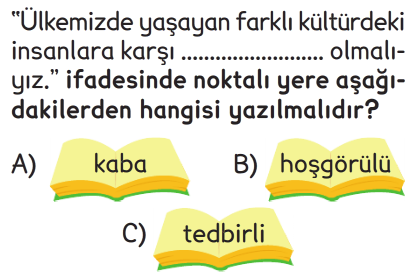 "Ülkemizde yaşayan farklı kültürdeki
insanlara karşı .......................... olmalı-
yız." ifadesinde noktalı yere aşağı-
dakilerden hangisi yazılmalıdır?
A) kaba B) hoşgörülü
C) tedbirli